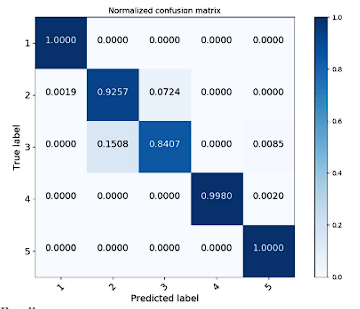 Normalized confusion matrix
1.0
1 1.0000 0.0000 0.0000 0.0000 0.0000
0.8
2 0.0019 0.9257 0.0724 0.0000 0.0000
0.6
True label
3 0.0000 0.1508 0.8407 0.0000 0.0085
0.4
4 0.0000 0.0000 0.0000 0.9980 0.0020
0.2
5 0.0000 0.0000 0.0000 0.0000 1.0000
0.0
1 2 3 4 5
Predicted label